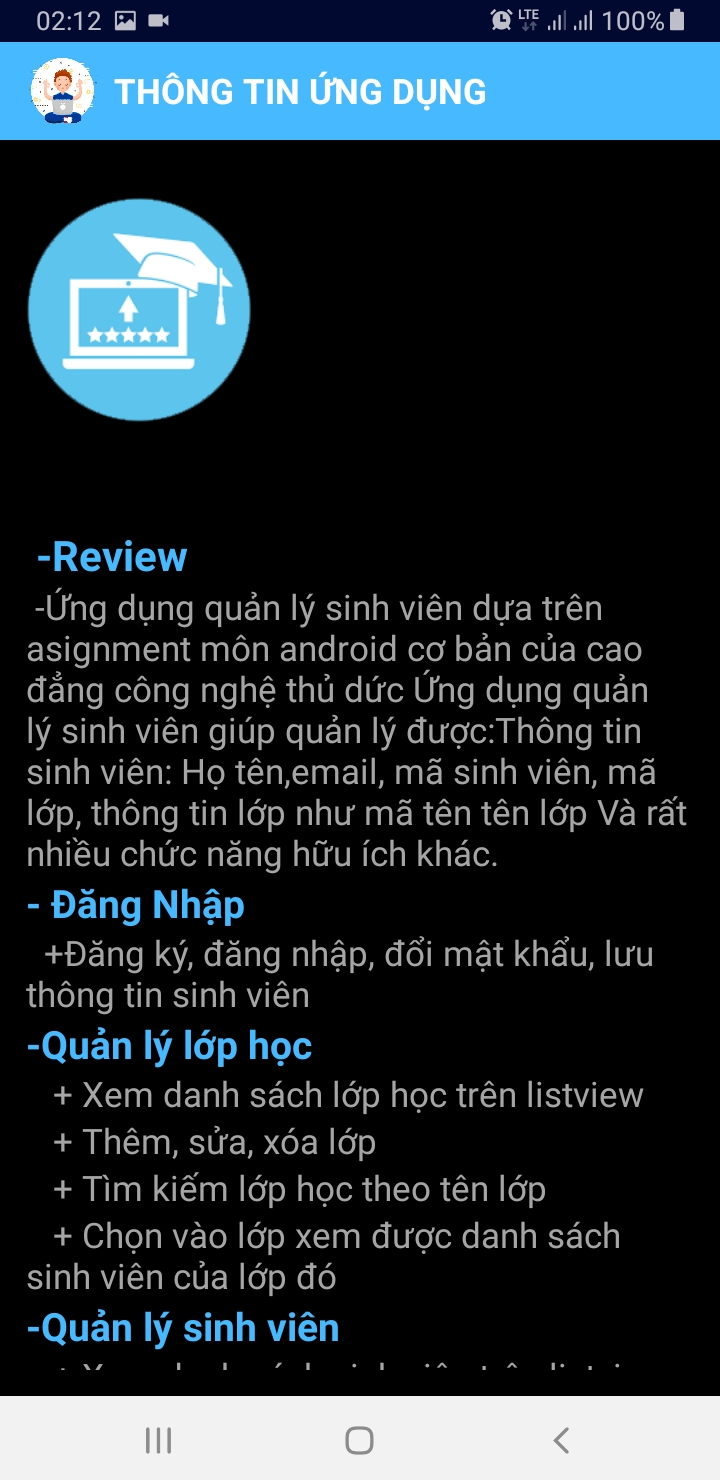 02:12 LTE 100%
THÔNG TIN ỨNG DỤNG
-Review
-Ứng dụng quản lý sinh viên dựa trên
asignment môn android cơ bản của cao
đẳng công nghệ thủ dức Ứng dụng quản
lý sinh viên giúp quản lý được:Thông tin
sinh viên: Họ tên,email, mã sinh viên, mã
lớp, thông tin lớp như mã tên tên lớp Và rất
nhiều chức năng hữu ích khác.
- Đăng Nhập
+Đăng ký, đăng nhập, đổi mật khẩu, lưu
thông tin sinh viên
-Quản lý lớp học
+ Xem danh sách lớp học trên listview
+ Thêm, sửa, xóa lớp
+ Tìm kiếm lớp học theo tên lớp
+ Chọn vào lớp xem được danh sách
sinh viên của lớp đó
-Quản lý sinh viên